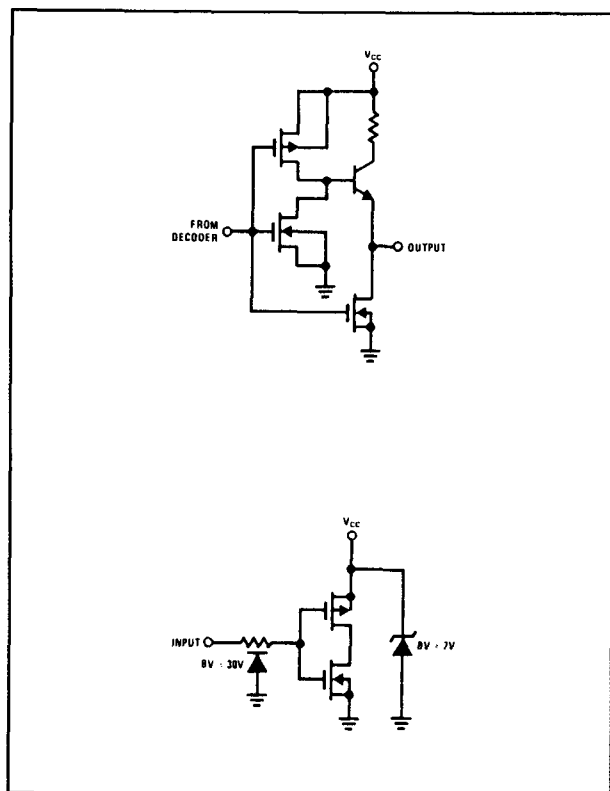 VCC
FROM
DECODER
OUTPUT
VCC
INPUT
BV = 30V
BV = 7V